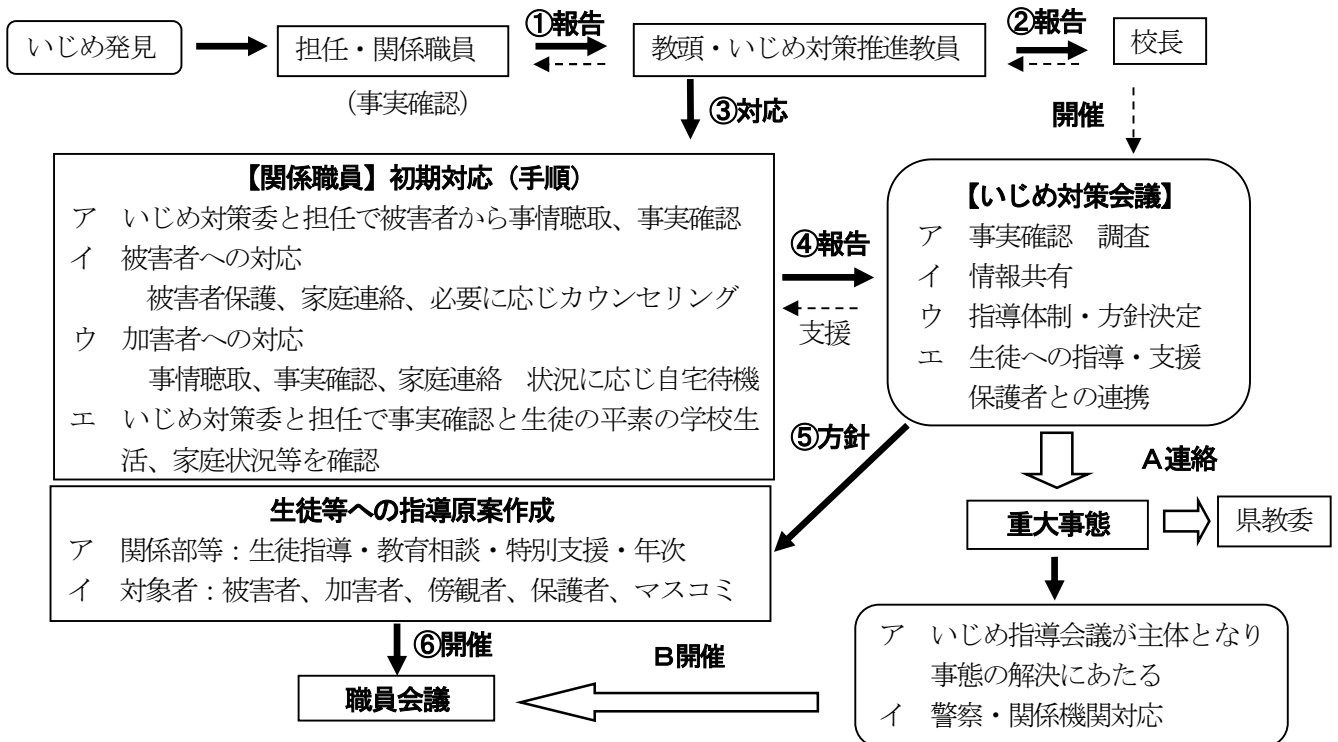 いじめ発見
担任・関係職員
(事実確認)
①報告
教頭・いじめ対策推進教員
②報告
校長
③対応
開催
【関係職員】初期対応（手順）
ア　いじめ対策委と担任で被害者から事情聴取、事実確認
イ　被害者への対応
被害者保護、家庭連絡、必要に応じカウンセリング
ウ　加害者への対応
事情聴取、事実確認、家庭連絡　状況に応じ自宅待機
エ　いじめ対策委と担任で事実確認と生徒の平素の学校生
活、家庭状況等を確認
④報告
支援
【いじめ対策会議】
ア　事実確認　調査
イ　情報共有
ウ　指導体制・方針決定
エ　生徒への指導・支援
保護者との連携
⑤方針
Ａ連絡
生徒等への指導原案作成
ア　関係部等：生徒指導・教育相談・特別支援・年次
イ　対象者：被害者、加害者、傍観者、保護者、マスコミ
重大事態
県教委
⑥開催
Ｂ開催
職員会議
ア　いじめ指導会議が主体となり
事態の解決にあたる
イ　警察・関係機関対応